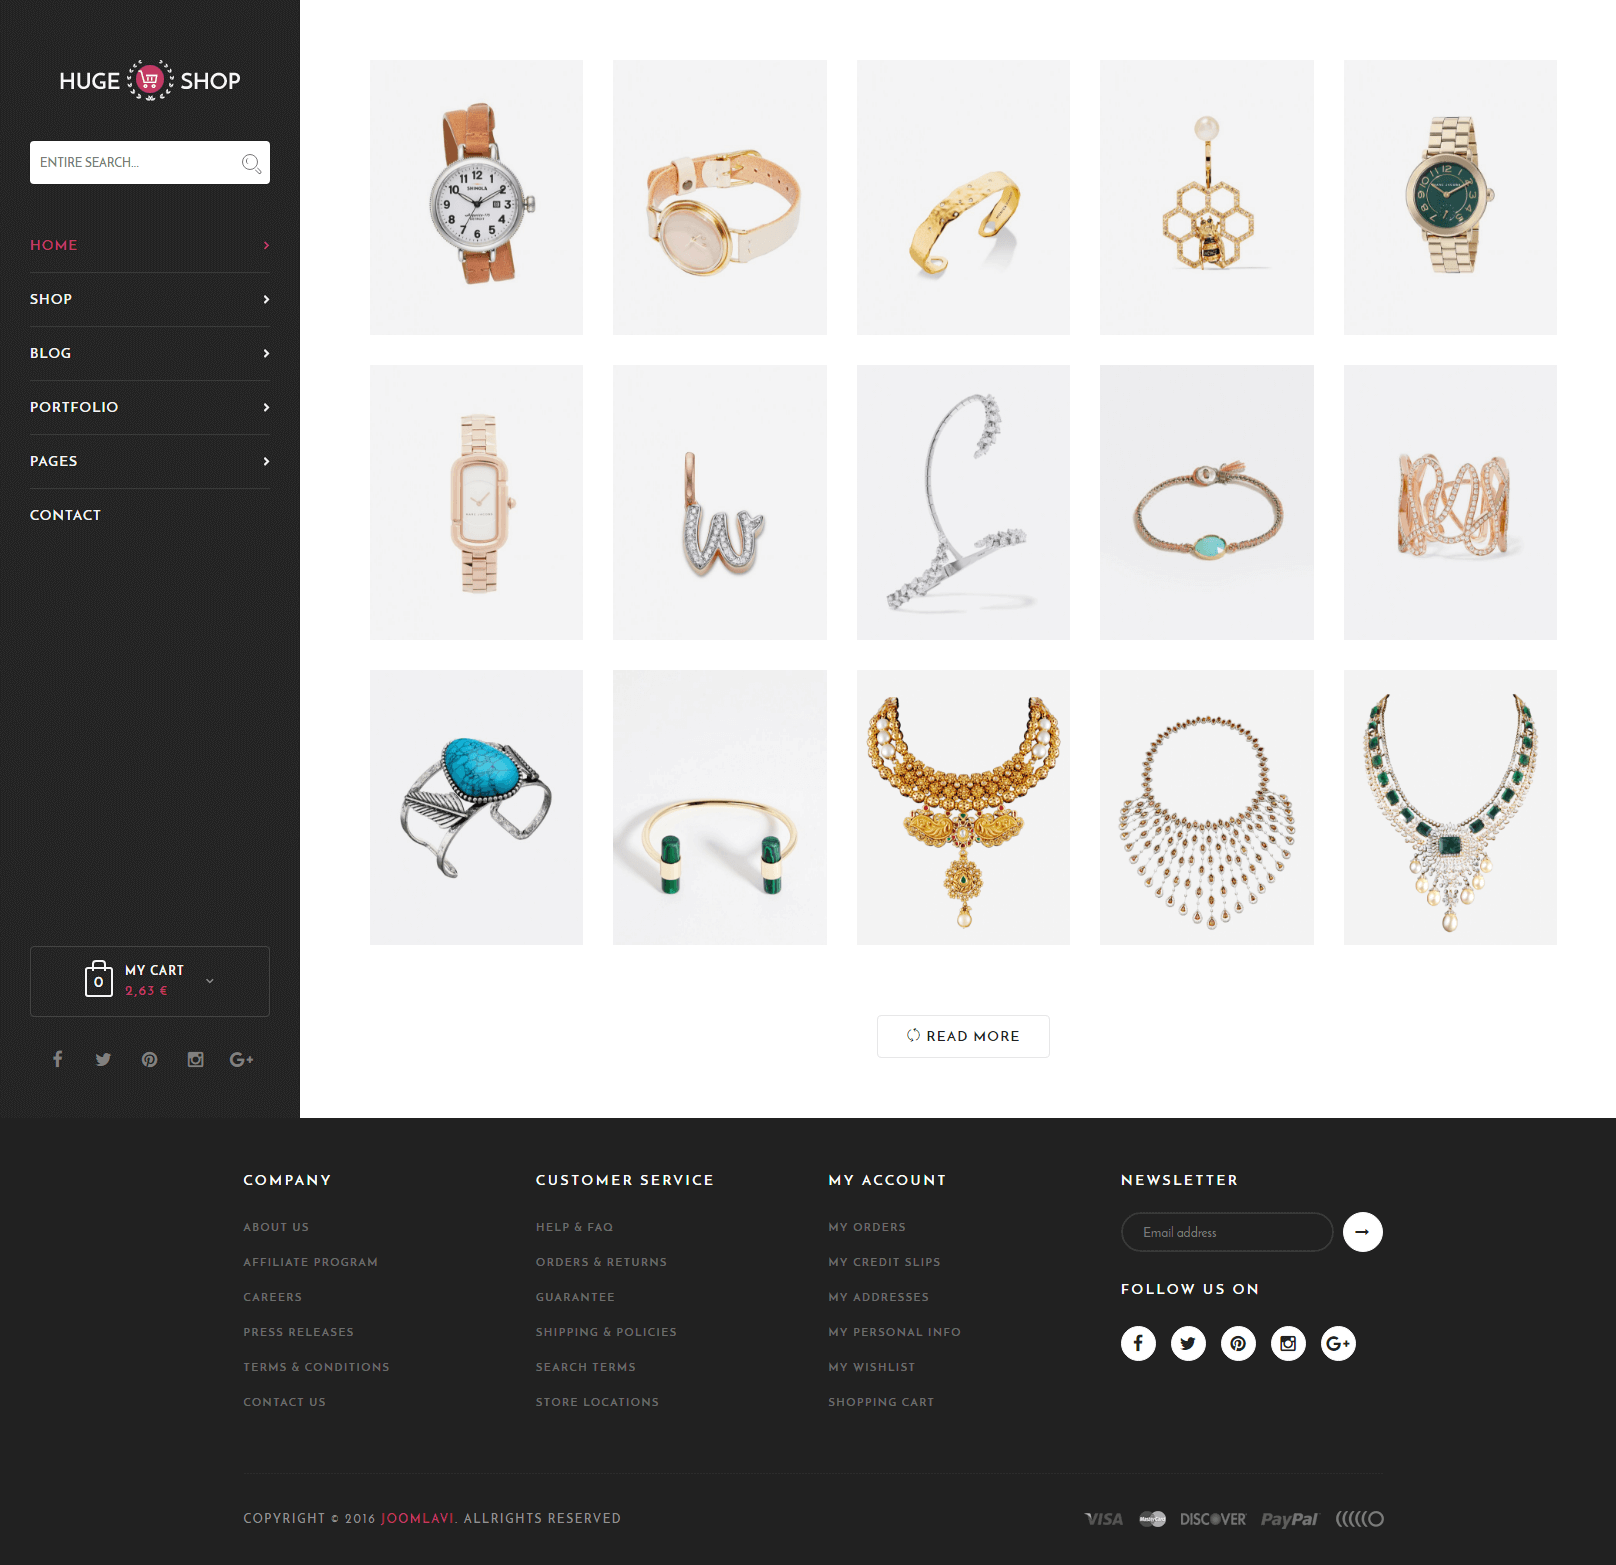 HUGE SHOP
ENTIRE SEARCH...
HOME
SHOP
BLOG
PORTFOLIO
PAGES
CONTACT
0
MY CART
2,63 €
SHINOLA
READ MORE
COMPANY
ABOUT US
AFFILIATE PROGRAM
CAREERS
PRESS RELEASES
TERMS & CONDITIONS
CONTACT US
CUSTOMER SERVICE
HELP & FAQ
ORDERS & RETURNS
GUARANTEE
SHIPPING & POLICIES
SEARCH TERMS
STORE LOCATIONS
MY ACCOUNT
MY ORDERS
MY CREDIT SLIPS
MY ADDRESSES
MY PERSONAL INFO
MY WISHLIST
SHOPPING CART
NEWSLETTER
Email address
FOLLOW US ON
COPYRIGHT © 2016 JOOMLAVI. ALLRIGHTS RESERVED
VISA MasterCard DISCOVER PayPal